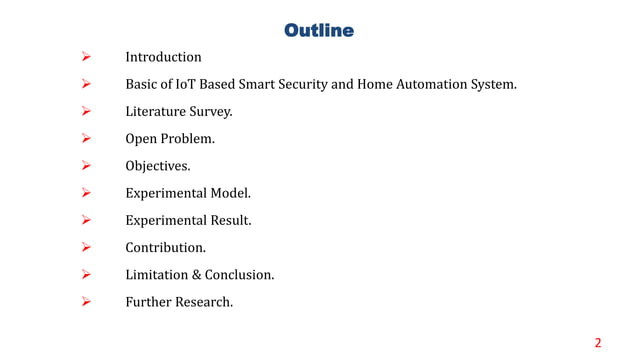 Outline
Introduction
Basic of IoT Based Smart Security and Home Automation System.
Literature Survey.
Open Problem.
Objectives.
Experimental Model.
Experimental Result.
Contribution.
Limitation & Conclusion.
Further Research.
2